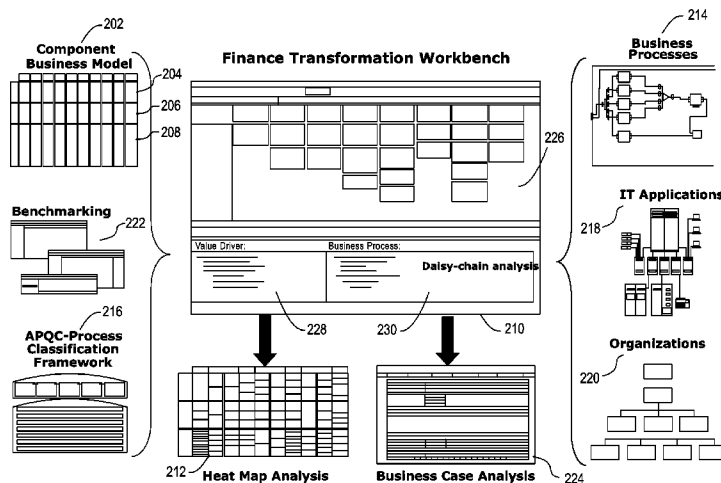 202
Component
Business Model
204
206
208
Finance Transformation Workbench
226
214
Business
Processes
Benchmarking
222
IT Applications
218
Value Driver:
Business Process:
Daisy-chain analysis
228
230
210
216
APQC-Process
Classification
Framework
Organizations
220
212
Heat Map Analysis
Business Case Analysis
224